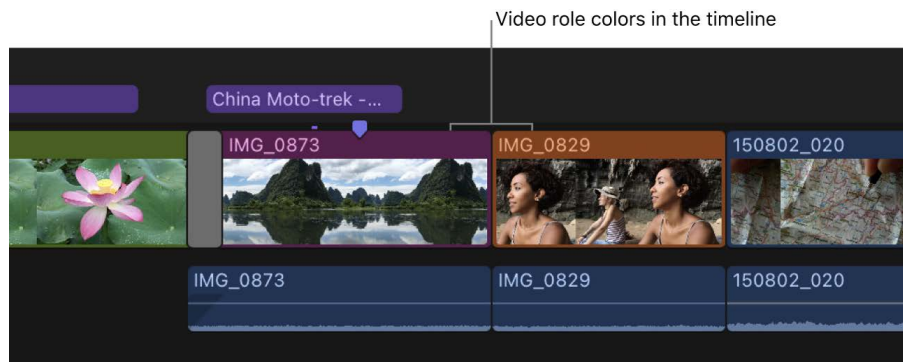 Video role colors in the timeline
China Moto-trek -...
IMG_0873
IMG_0829
150802_020
IMG_0873
IMG_0829
150802_020